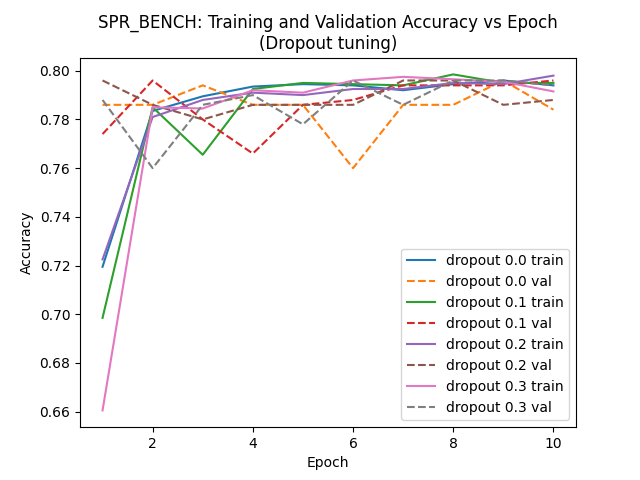 SPR_BENCH: Training and Validation Accuracy vs Epoch
(Dropout tuning)
Accuracy
0.80
0.78
0.76
0.74
0.72
0.70
0.68
0.66
dropout 0.0 train
dropout 0.0 val
dropout 0.1 train
dropout 0.1 val
dropout 0.2 train
dropout 0.2 val
dropout 0.3 train
dropout 0.3 val
2
4
6
8
10
Epoch